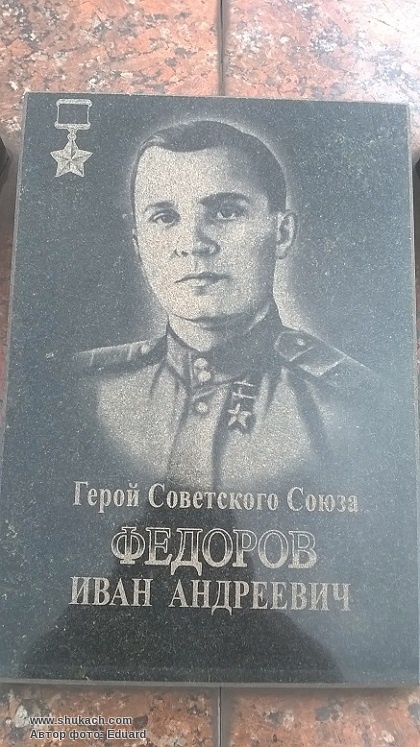 Герой Советского Союза
ФЕДОРОВ
ИВАН АНДРЕЕВИЧ
www.shukach.com
Автор фото: Eduard